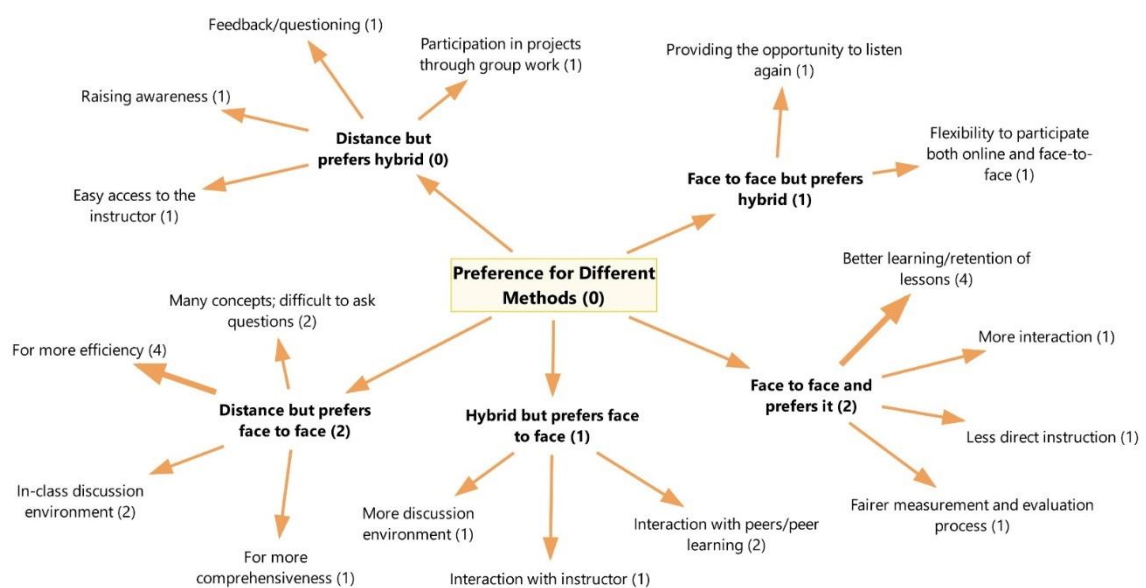 Feedback/questioning (1)
Participation in projects
through group work
(1)
Raising awareness (1)
Distance but
prefers hybrid (0)
Easy access to the
instructor (1)
Providing the opportunity to listen
again (1)
Flexibility to participate
both online and face-to-
face (1)
Face to face but prefers
hybrid (1)
Preference for Different
Methods (0)
Many concepts; difficult to ask
questions (2)
For more efficiency (4)
Distance but prefers
face to face (2)
In-class discussion
environment (2)
For more
comprehensiveness (1)
Hybrid but prefers face
to face (1)
More discussion
environment (1)
Interaction with instructor (1)
Interaction with peers/peer
learning (2)
Better learning/retention of
lessons (4)
More interaction (1)
Face to face and
prefers it (2)
Less direct instruction (1)
Fairer measurement and evaluation
process (1)